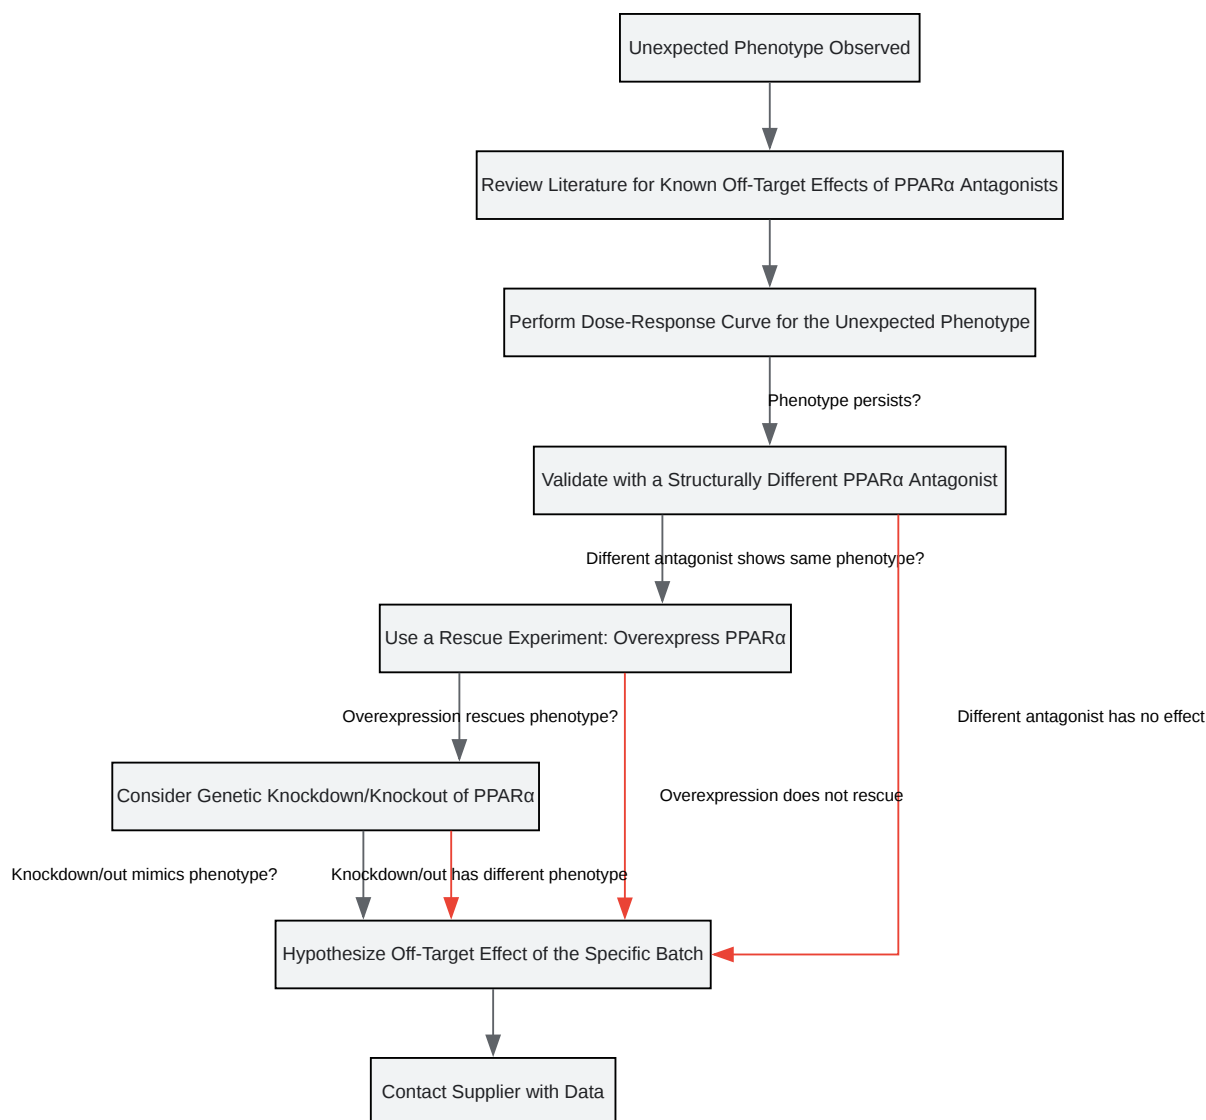 Unexpected Phenotype Observed
Review Literature for Known Off-Target Effects of PPARα Antagonists
Perform Dose-Response Curve for the Unexpected Phenotype
Phenotype persists?
Validate with a Structurally Different PPARα Antagonist
Different antagonist shows same phenotype?
Use a Rescue Experiment: Overexpress PPARα
Overexpression rescues phenotype?
Different antagonist has no effect
Consider Genetic Knockdown/Knockout of PPARα
Overexpression does not rescue
Knockdown/out mimics phenotype?
Knockdown/out has different phenotype
Hypothesize Off-Target Effect of the Specific Batch
Contact Supplier with Data